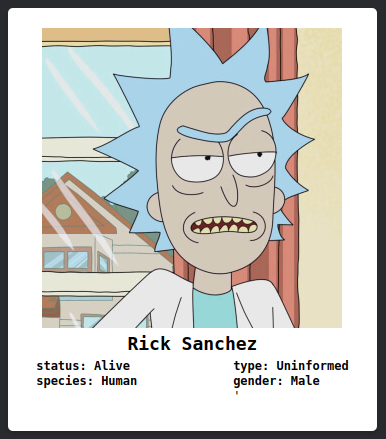 Rick Sanchez
status: Alive type: Uninformed
species: Human gender: Male
'